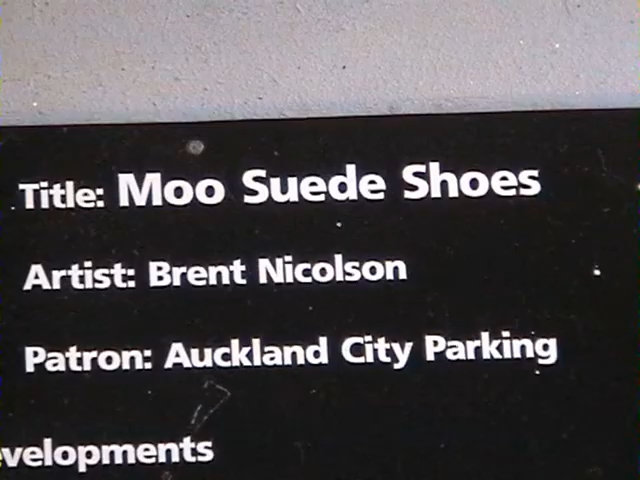 Title: Moo Suede Shoes
Artist: Brent Nicolson
Patron: Auckland City Parking
evelopments